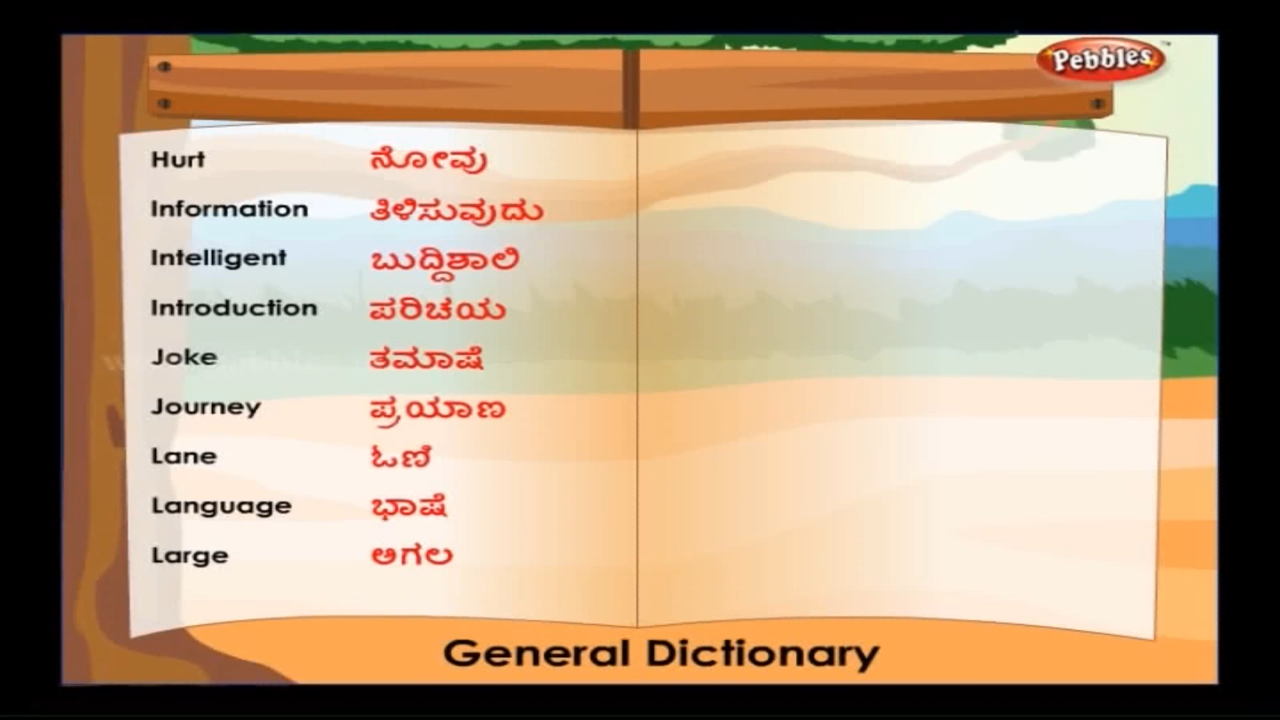 Pebbles
Hurt ನೋವು
Information ತಿಳಿಸುವುದು
Intelligent ಬುದ್ದಿಶಾಲಿ
Introduction ಪರಿಚಯ
Joke ತಮಾಷೆ
Journey ಪ್ರಯಾಣ
Lane ಓಣಿ
Language ಭಾಷೆ
Large ಅಗಲ
General Dictionary